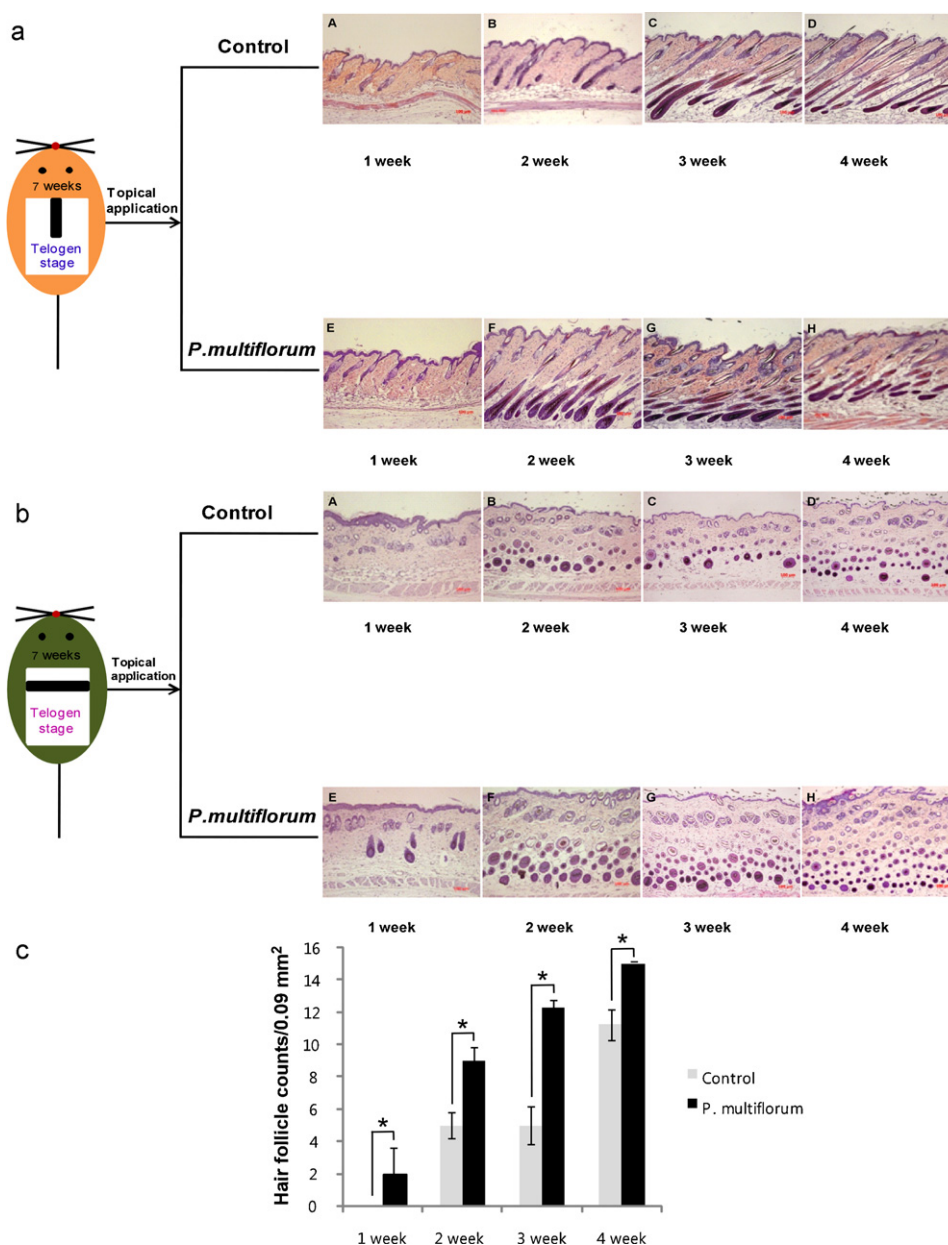 a
Control
A
B
C
D
1 week
2 week
3 week
4 week
7 weeks
Telogen
stage
Topical
application
P.multiflorum
E
F
G
H
1 week
2 week
3 week
4 week
b
Control
A
B
C
D
1 week
2 week
3 week
4 week
7 weeks
Telogen
stage
Topical
application
P.multiflorum
E
F
G
H
1 week
2 week
3 week
4 week
c
Hair follicle counts/0.09 mm²
16
14
12
10
8
6
4
2
0
*
*
*
*
1 week
2 week
3 week
4 week
Control
P. multiflorum